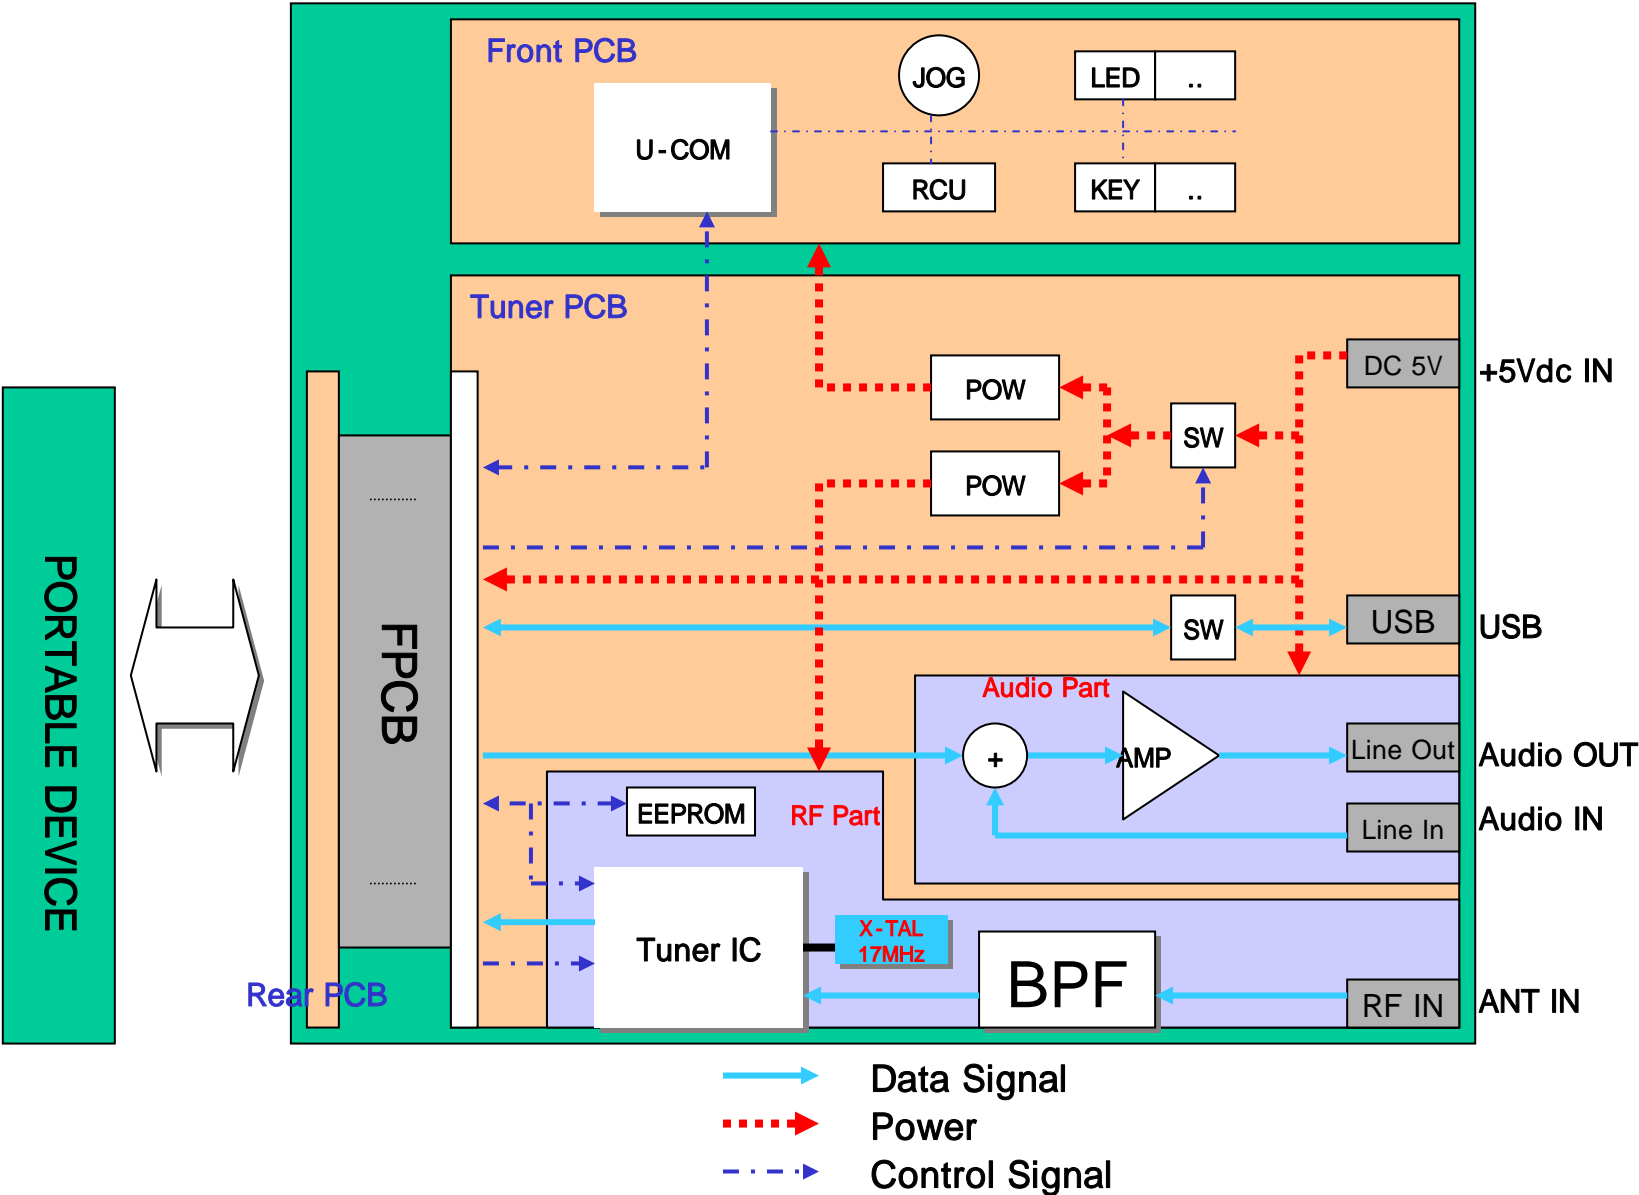 Front PCB
JOG
LED
..
U-COM
RCU
KEY
..
Tuner PCB
DC 5V
+5Vdc IN
POW
SW
POW
PORTABLE DEVICE
FPCB
SW
USB
USB
Audio Part
+
AMP
Line Out
Audio OUT
EEPROM
RF Part
Line In
Audio IN
Tuner IC
X-TAL
17MHz
BPF
Rear PCB
RF IN
ANT IN
Data Signal
Power
Control Signal